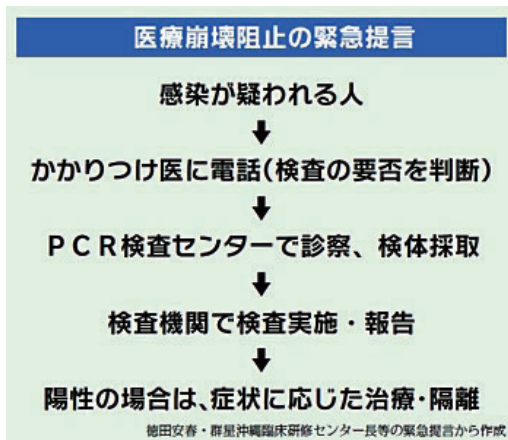 医療崩壊阻止の緊急提言
感染が疑われる人
かかりつけ医に電話(検査の要否を判断)
PCR検査センターで診察、検体採取
検査機関で検査実施・報告
陽性の場合は、症状に応じた治療・隔離
徳田安春・群星沖縄臨床研修センター長等の緊急提言から作成